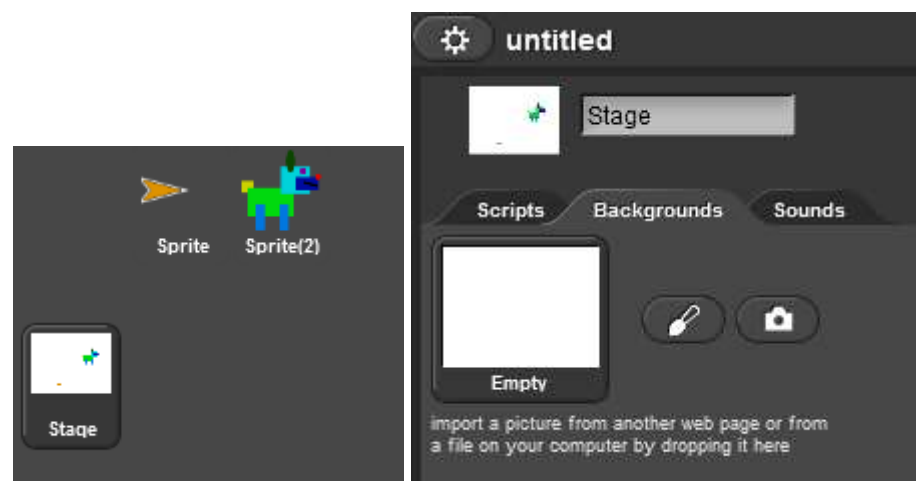 Sprite
Sprite(2)
Stage
untitled
Stage
Scripts
Backgrounds
Sounds
Empty
import a picture from another web page or from
a file on your computer by dropping it here